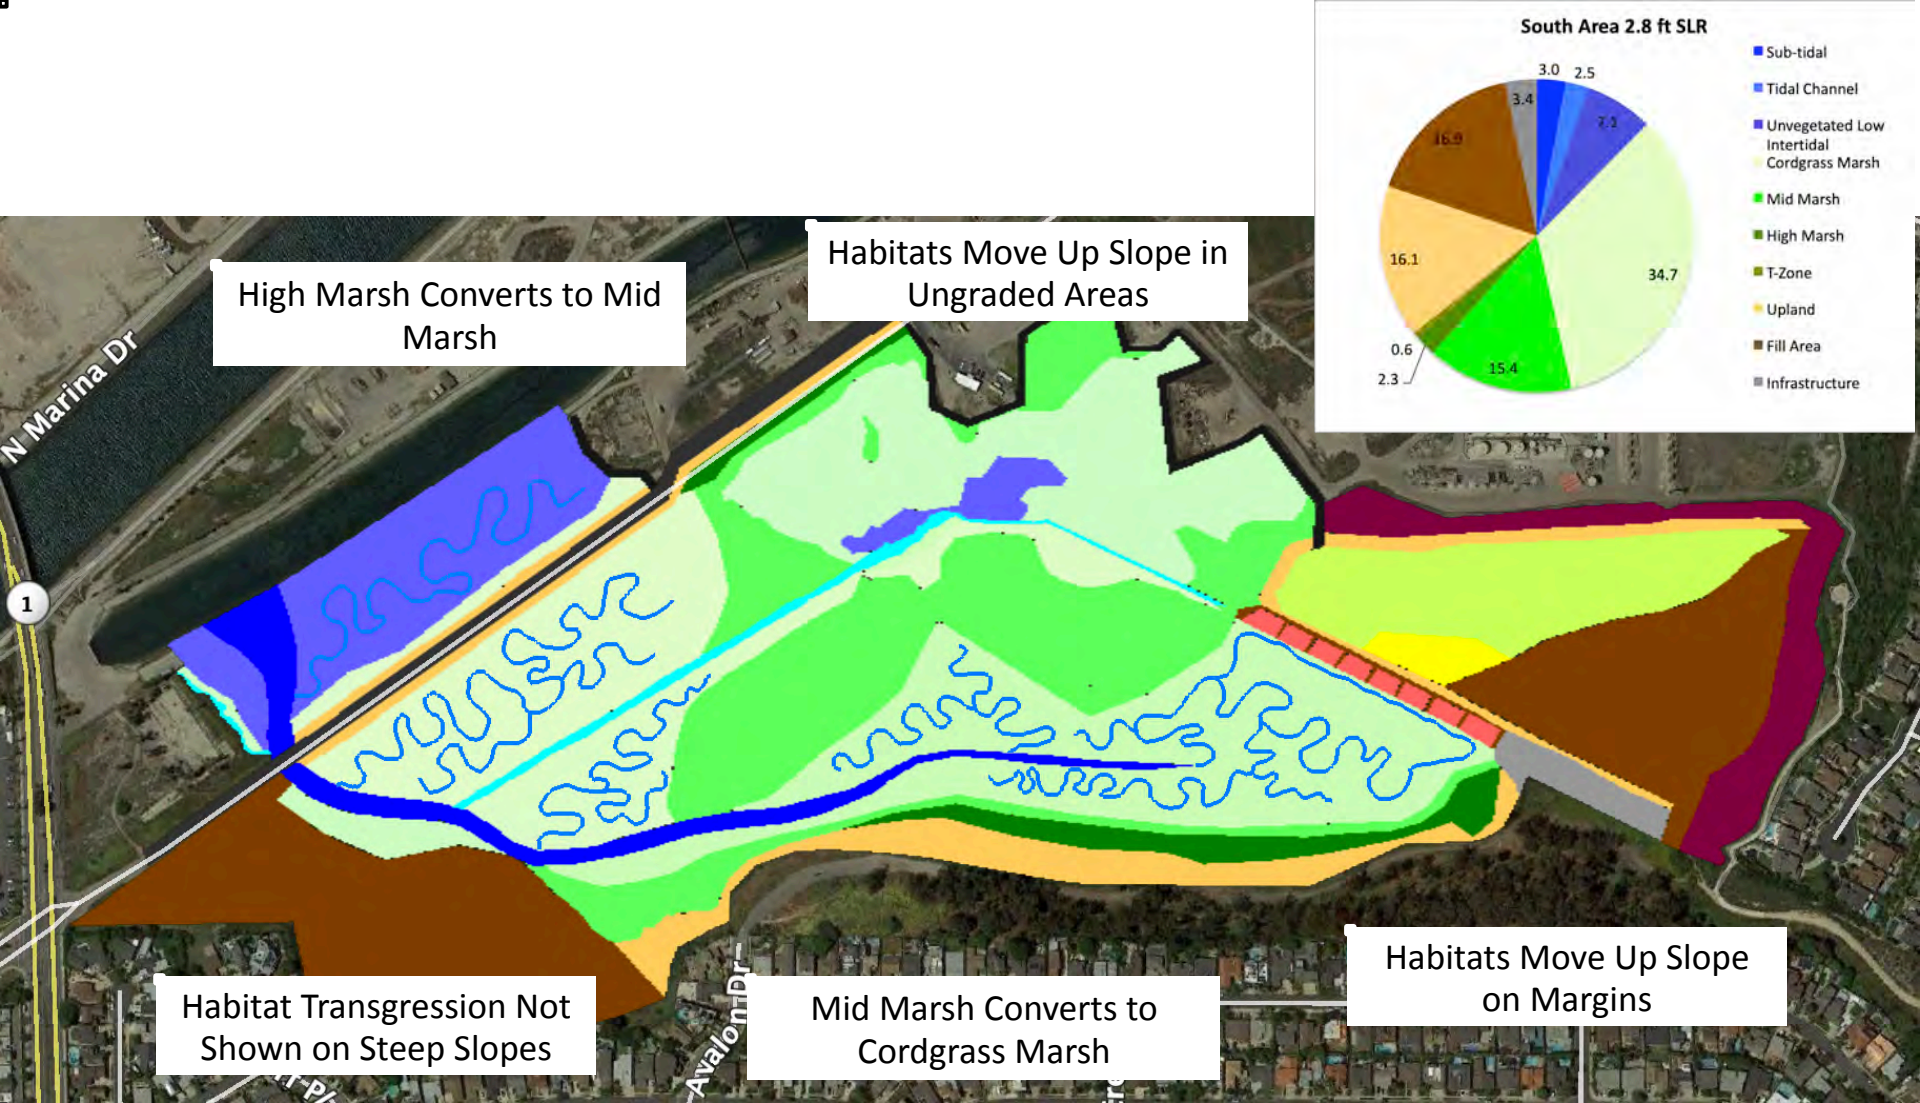 South Area 2.8 ft SLR
3.0
2.5
7.1
34.7
15.4
2.3
0.6
16.1
16.9
3.4
Sub-tidal
Tidal Channel
Unvegetated Low
Intertidal
Cordgrass Marsh
Mid Marsh
High Marsh
T-Zone
Upland
Fill Area
Infrastructure
Habitats Move Up Slope in
Ungraded Areas
High Marsh Converts to Mid
Marsh
N Marina Dr
1
Habitats Move Up Slope
on Margins
Habitat Transgression Not
Shown on Steep Slopes
Mid Marsh Converts to
Cordgrass Marsh
Avalon Dr